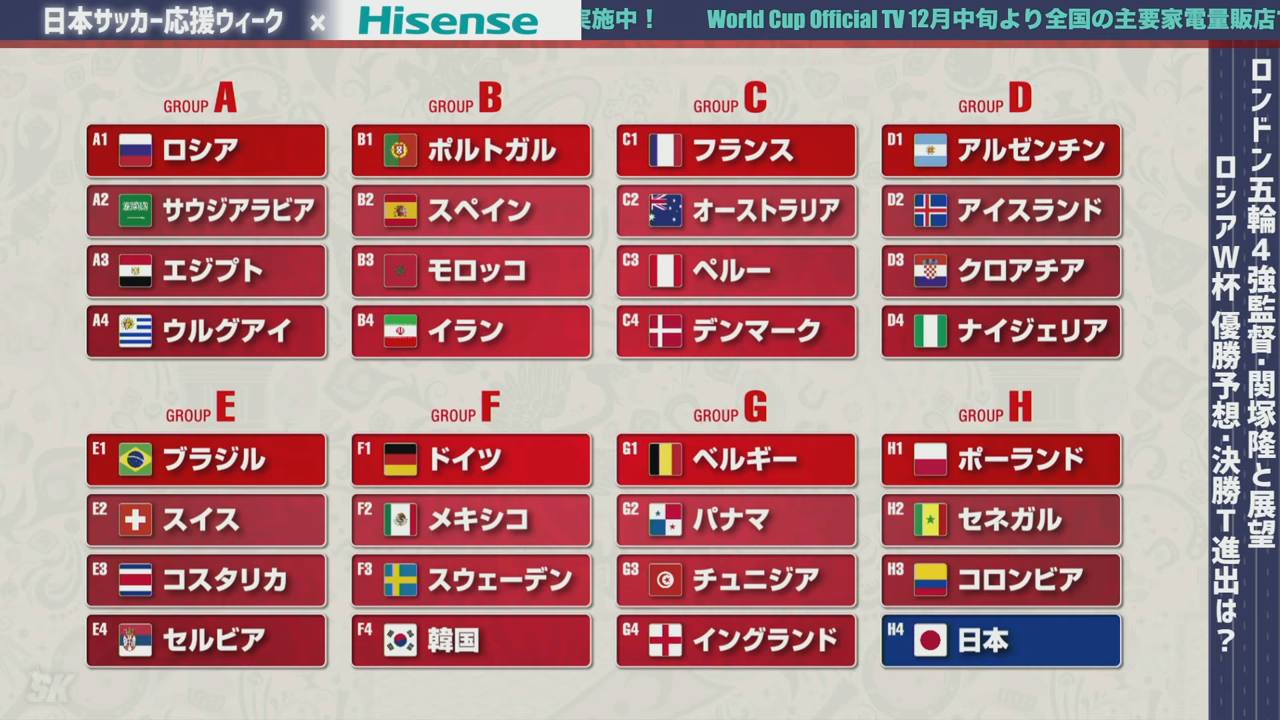 日本サッカー応援ウィーク × Hisense
実施中！ World Cup Official TV 12月中旬より全国の主要家電量販店
ロンドン五輪4強監督・関塚隆と展望
ロシアW杯 優勝予想・決勝T進出は？
GROUP A
A1 ロシア
A2 サウジアラビア
A3 エジプト
A4 ウルグアイ
GROUP B
B1 ポルトガル
B2 スペイン
B3 モロッコ
B4 イラン
GROUP C
C1 フランス
C2 オーストラリア
C3 ペルー
C4 デンマーク
GROUP D
D1 アルゼンチン
D2 アイスランド
D3 クロアチア
D4 ナイジェリア
GROUP E
E1 ブラジル
E2 スイス
E3 コスタリカ
E4 セルビア
GROUP F
F1 ドイツ
F2 メキシコ
F3 スウェーデン
F4 韓国
GROUP G
G1 ベルギー
G2 パナマ
G3 チュニジア
G4 イングランド
GROUP H
H1 ポーランド
H2 セネガル
H3 コロンビア
H4 日本
SK